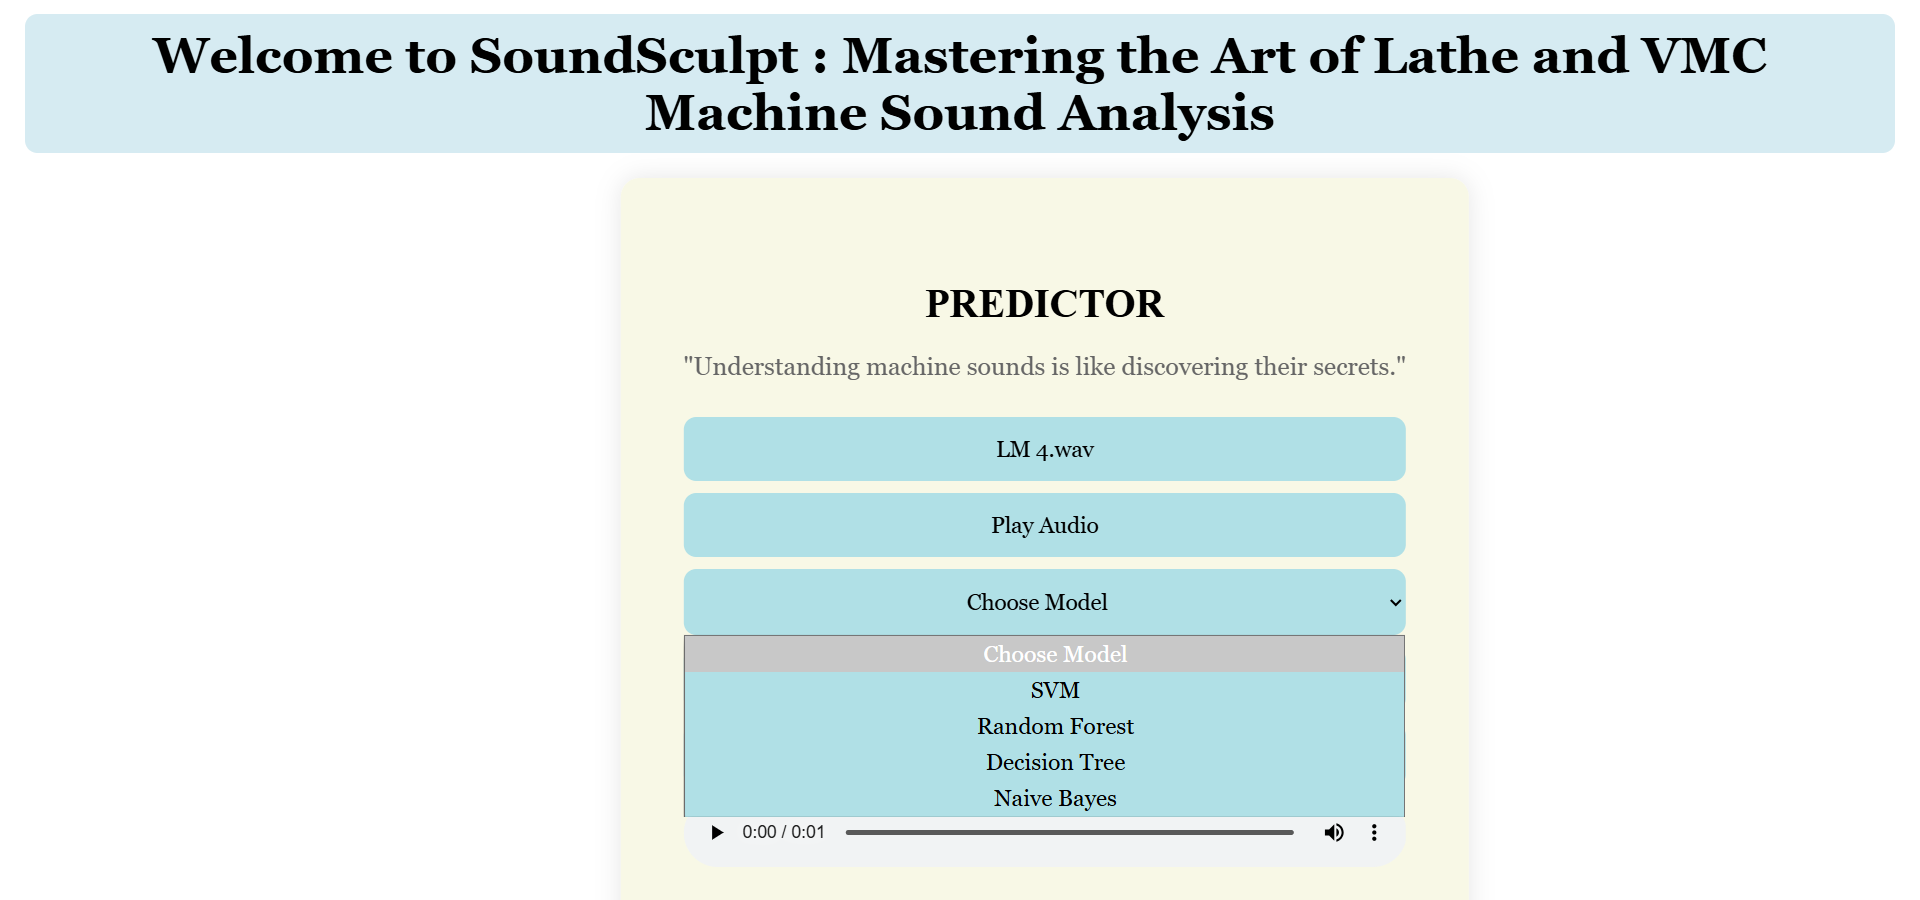 Welcome to SoundSculpt : Mastering the Art of Lathe and VMC
Machine Sound Analysis
PREDICTOR
"Understanding machine sounds is like discovering their secrets."
LM 4.wav
Play Audio
Choose Model
Choose Model
SVM
Random Forest
Decision Tree
Naive Bayes
0:00 / 0:01